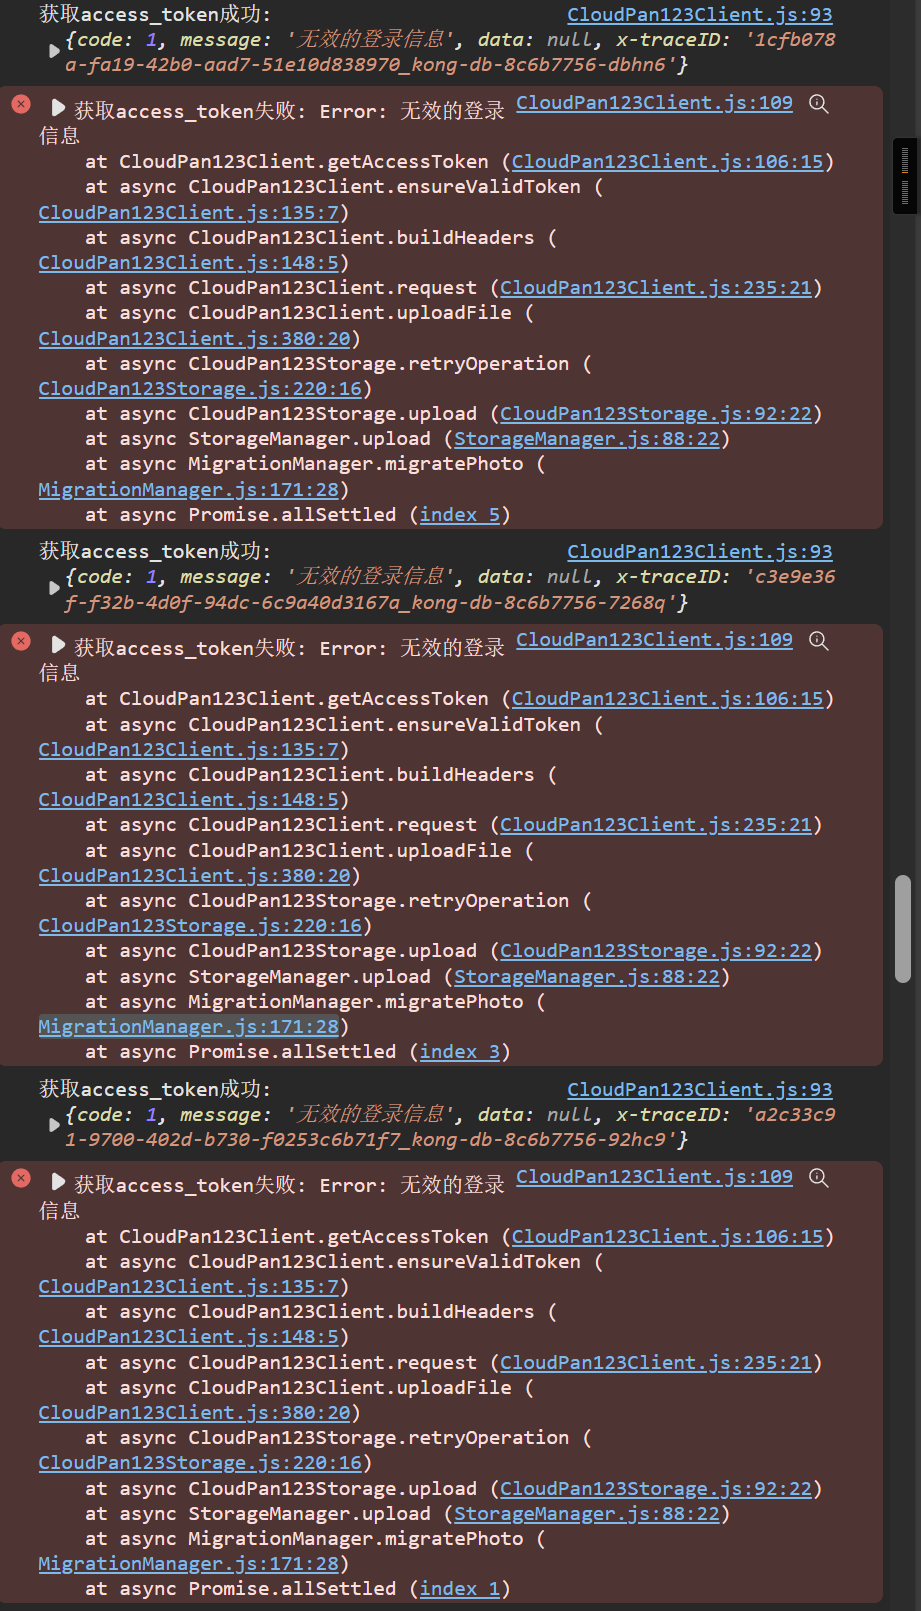 获取access_token成功: CloudPan123Client.js:93
{code: 1, message: '无效的登录信息', data: null, x-traceID: '1cfb078
a-fa19-42b0-aad7-51e10d838970_kong-db-8c6b7756-dbhn6'}
获取access_token失败: Error: 无效的登录 CloudPan123Client.js:109
信息
at CloudPan123Client.getAccessToken (CloudPan123Client.js:106:15)
at async CloudPan123Client.ensureValidToken (
CloudPan123Client.js:135:7)
at async CloudPan123Client.buildHeaders (
CloudPan123Client.js:148:5)
at async CloudPan123Client.request (CloudPan123Client.js:235:21)
at async CloudPan123Client.uploadFile (
CloudPan123Client.js:380:20)
at async CloudPan123Storage.retryOperation (
CloudPan123Storage.js:220:16)
at async CloudPan123Storage.upload (CloudPan123Storage.js:92:22)
at async StorageManager.upload (StorageManager.js:88:22)
at async MigrationManager.migratePhoto (
MigrationManager.js:171:28)
at async Promise.allSettled (index 5)
获取access_token成功: CloudPan123Client.js:93
{code: 1, message: '无效的登录信息', data: null, x-traceID: 'c3e9e36
f-f32b-4d0f-94dc-6c9a40d3167a_kong-db-8c6b7756-7268q'}
获取access_token失败: Error: 无效的登录 CloudPan123Client.js:109
信息
at CloudPan123Client.getAccessToken (CloudPan123Client.js:106:15)
at async CloudPan123Client.ensureValidToken (
CloudPan123Client.js:135:7)
at async CloudPan123Client.buildHeaders (
CloudPan123Client.js:148:5)
at async CloudPan123Client.request (CloudPan123Client.js:235:21)
at async CloudPan123Client.uploadFile (
CloudPan123Client.js:380:20)
at async CloudPan123Storage.retryOperation (
CloudPan123Storage.js:220:16)
at async CloudPan123Storage.upload (CloudPan123Storage.js:92:22)
at async StorageManager.upload (StorageManager.js:88:22)
at async MigrationManager.migratePhoto (
MigrationManager.js:171:28)
at async Promise.allSettled (index 3)
获取access_token成功: CloudPan123Client.js:93
{code: 1, message: '无效的登录信息', data: null, x-traceID: 'a2c33c9
1-9700-402d-b730-f0253c6b71f7_kong-db-8c6b7756-92hc9'}
获取access_token失败: Error: 无效的登录 CloudPan123Client.js:109
信息
at CloudPan123Client.getAccessToken (CloudPan123Client.js:106:15)
at async CloudPan123Client.ensureValidToken (
CloudPan123Client.js:135:7)
at async CloudPan123Client.buildHeaders (
CloudPan123Client.js:148:5)
at async CloudPan123Client.request (CloudPan123Client.js:235:21)
at async CloudPan123Client.uploadFile (
CloudPan123Client.js:380:20)
at async CloudPan123Storage.retryOperation (
CloudPan123Storage.js:220:16)
at async CloudPan123Storage.upload (CloudPan123Storage.js:92:22)
at async StorageManager.upload (StorageManager.js:88:22)
at async MigrationManager.migratePhoto (
MigrationManager.js:171:28)
at async Promise.allSettled (index 1)